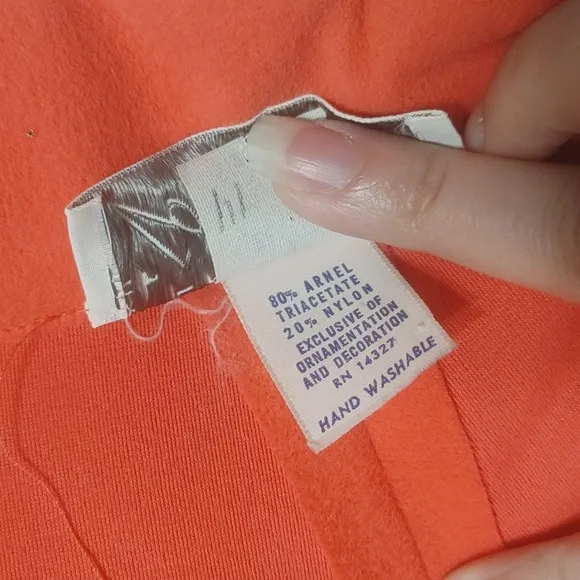 80% ARNEL
TRIACETATE
20% NYLON
EXCLUSIVE OF
ORNAMENTATION
AND DECORATION
RN 14327
HAND WASHABLE